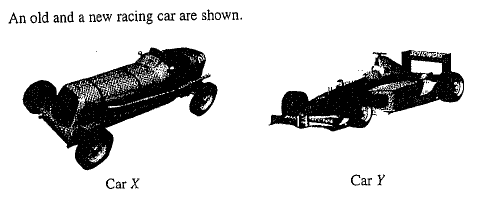 An old and a new racing car are shown.
Car X
Car Y